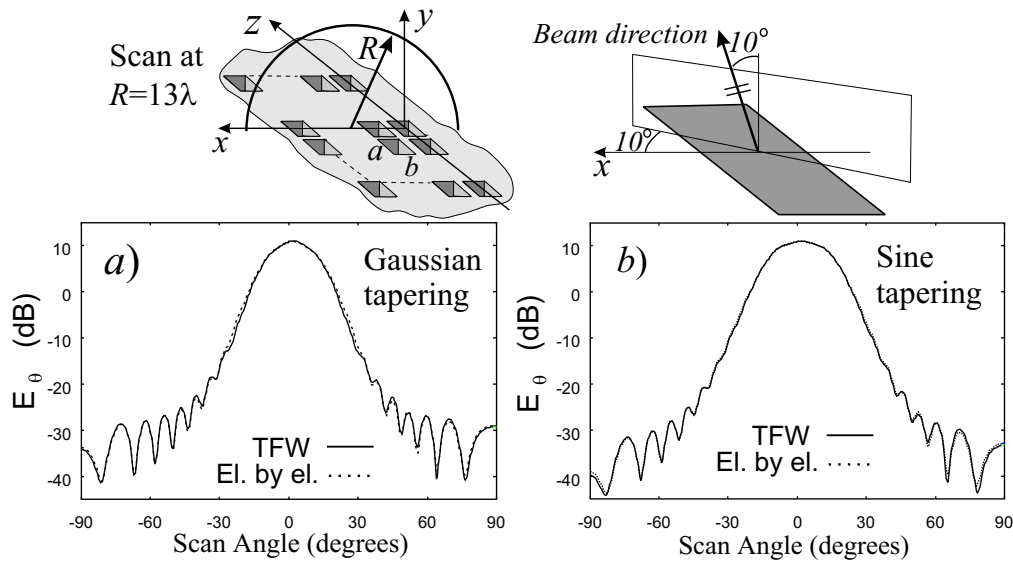 Scan at
R=13λ
z
y
R
x
a
b
Beam direction
10°
10°
x
a)
Gaussian
tapering
E_θ (dB)
10
0
-10
-20
-30
-40
TFW
El. by el.
-90 -60 -30 0 30 60 90
Scan Angle (degrees)
b)
Sine
tapering
E_θ (dB)
10
0
-10
-20
-30
-40
TFW
El. by el.
-90 -60 -30 0 30 60 90
Scan Angle (degrees)